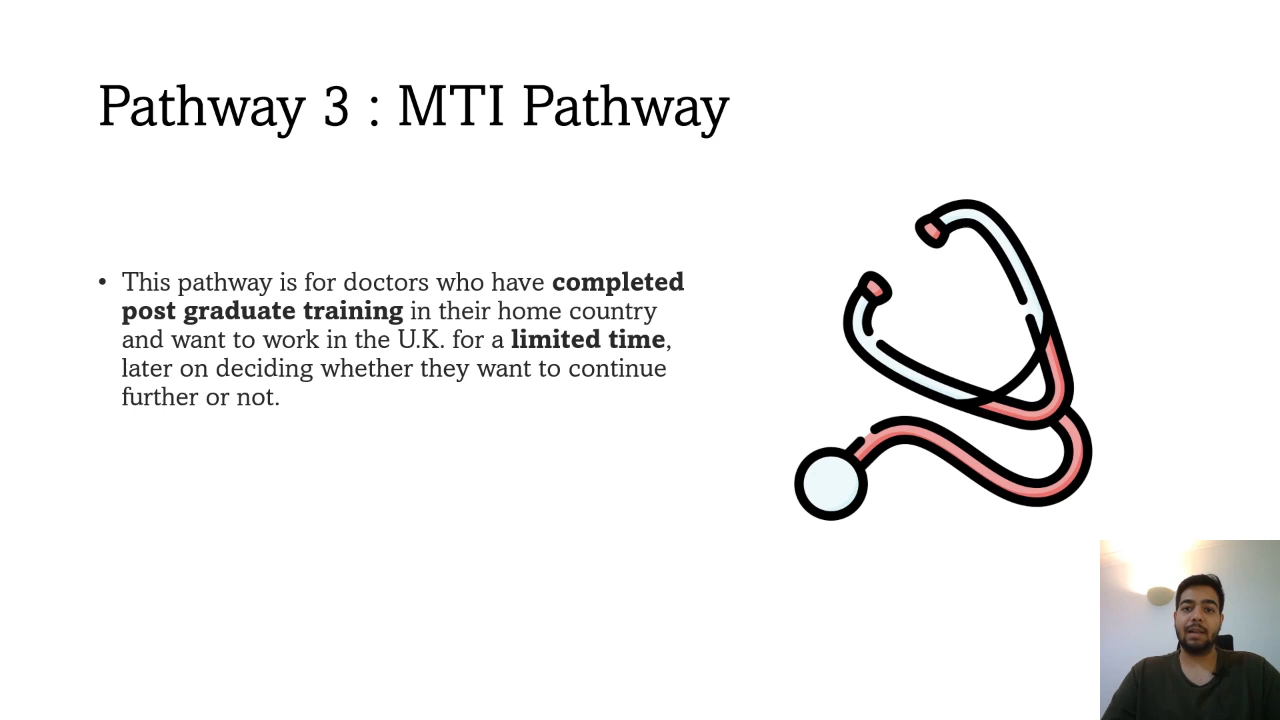 Pathway 3 : MTI Pathway
• This pathway is for doctors who have completed
post graduate training in their home country
and want to work in the U.K. for a limited time,
later on deciding whether they want to continue
further or not.